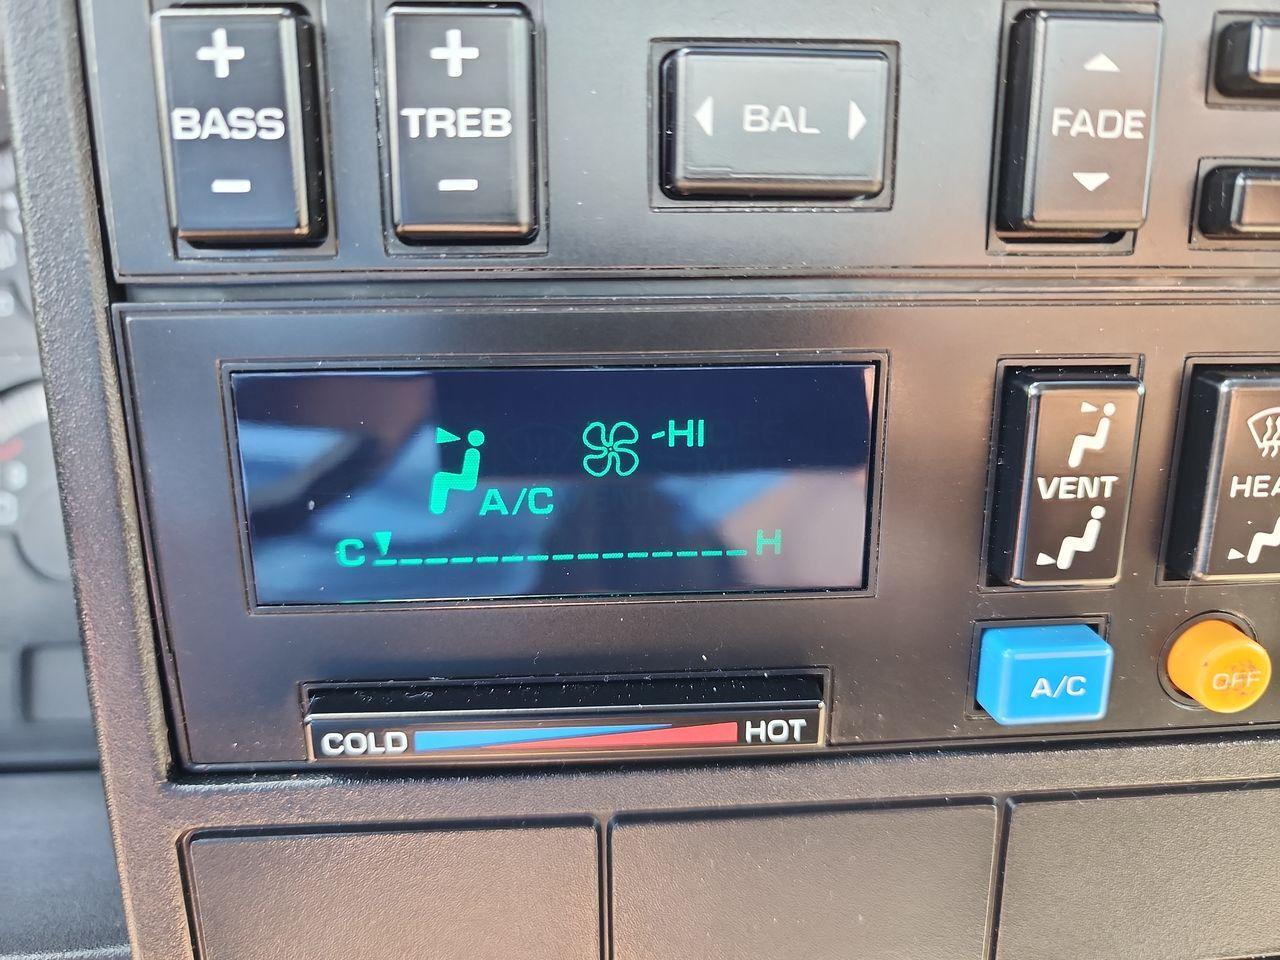 + + 
BASS TREB BAL FADE
- -
-HI
A/C
C H
VENT
HEA
A/C OFF
COLD HOT